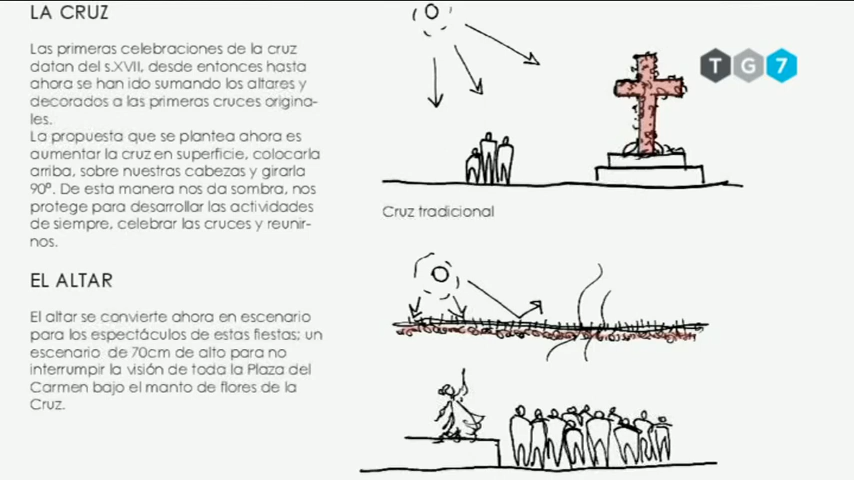 LA CRUZ
Las primeras celebraciones de la cruz
datan del s.XVII, desde entonces hasta
ahora se han ido sumando los altares y
decorados a las primeras cruces origina-
les.
La propuesta que se plantea ahora es
aumentar la cruz en superficie, colocarla
arriba, sobre nuestras cabezas y girarla
90º. De esta manera nos da sombra, nos
protege para desarrollar las actividades
de siempre, celebrar las cruces y reunir-
nos.
EL ALTAR
El altar se convierte ahora en escenario
para los espectáculos de estas fiestas; un
escenario de 70cm de alto para no
interrumpir la visión de toda la Plaza del
Carmen bajo el manto de flores de la
Cruz.
TG7
Cruz tradicional